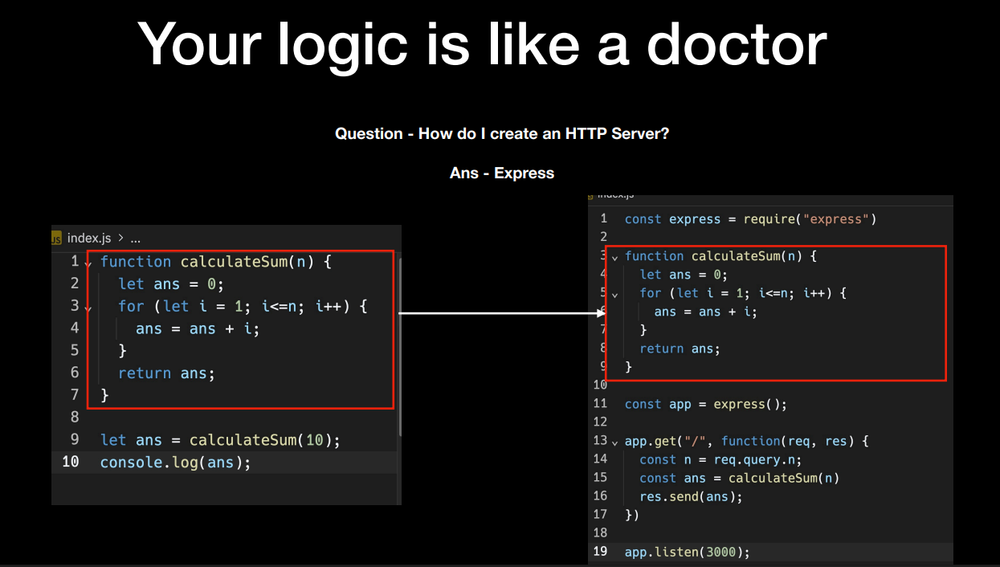 Your logic is like a doctor
Question - How do I create an HTTP Server?
Ans - Express
JS index.js > ...
1 function calculateSum(n) {
2 let ans = 0;
3 for (let i = 1; i<=n; i++) {
4 ans = ans + i;
5 }
6 return ans;
7 }
8
9 let ans = calculateSum(10);
10 console.log(ans);
index.js
1 const express = require("express")
2
3 function calculateSum(n) {
4 let ans = 0;
5 for (let i = 1; i<=n; i++) {
6 ans = ans + i;
7 }
8 return ans;
9 }
10
11 const app = express();
12
13 app.get("/", function(req, res) {
14 const n = req.query.n;
15 const ans = calculateSum(n)
16 res.send(ans);
17 })
18
19 app.listen(3000);